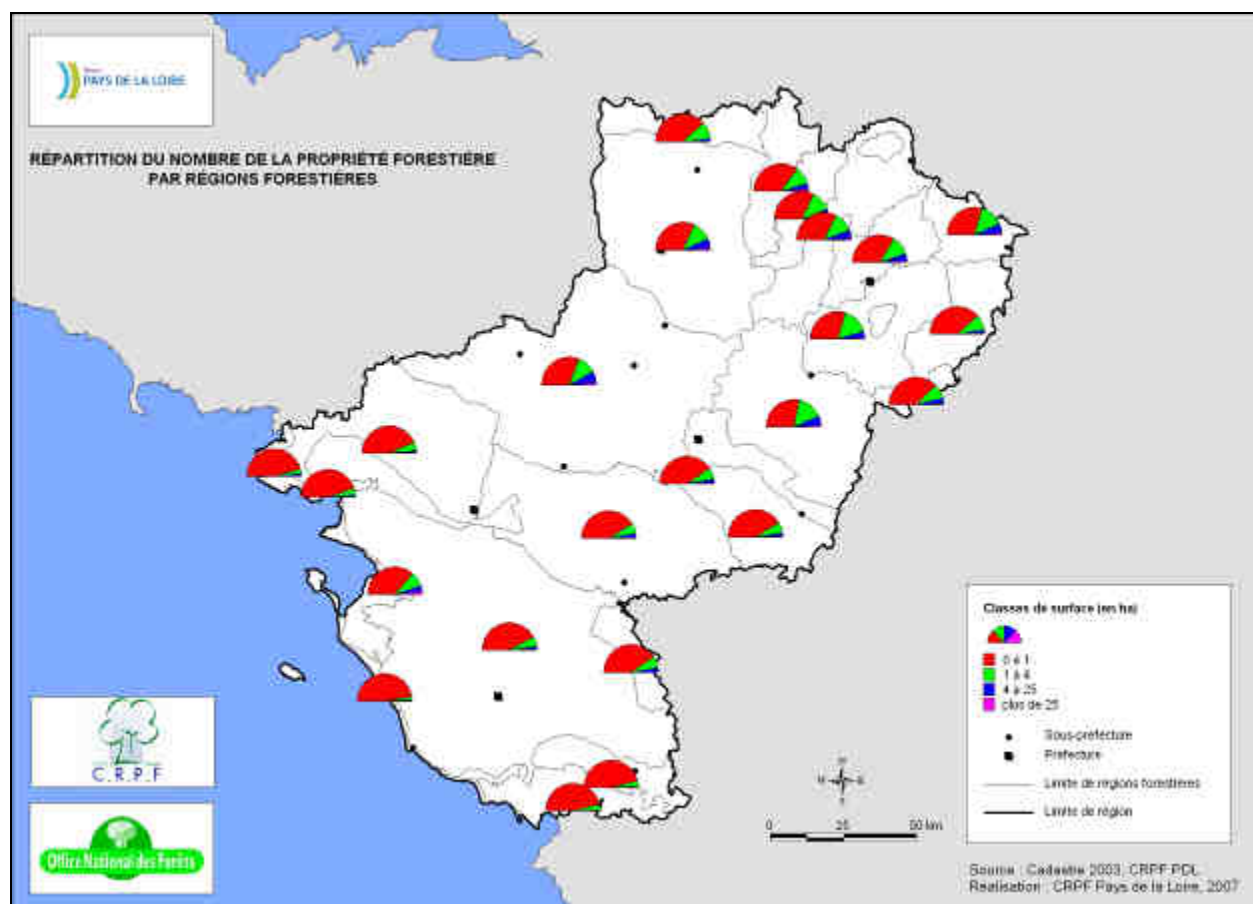 Région
PAYS DE LA LOIRE
RÉPARTITION DU NOMBRE DE LA PROPRIÉTÉ FORESTIÈRE
PAR RÉGIONS FORESTIÈRES
Classes de surface (en ha)
0 à 1
1 à 4
4 à 25
plus de 25
Sous-préfecture
Préfecture
Limite de régions forestières
Limite de région
C.R.P.F
N
S
0 25 50 km
Office National des Forêts
Source : Cadastre 2003, CRPF PDL
Réalisation : CRPF Pays de la Loire, 2007